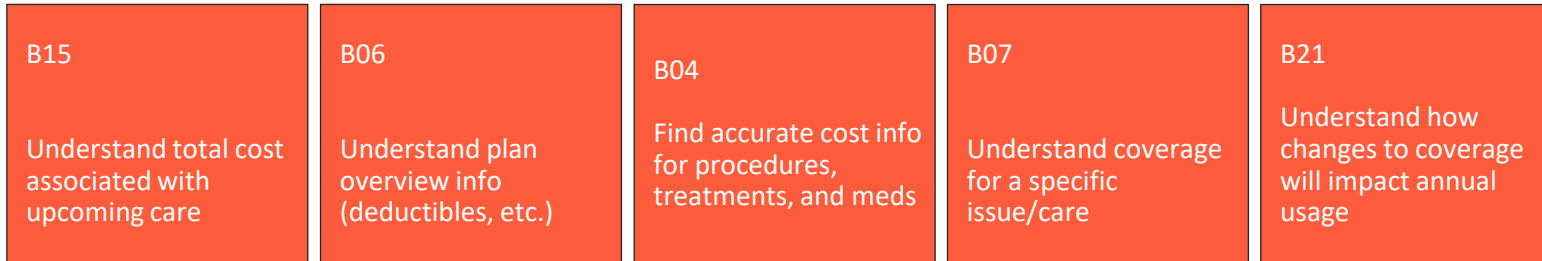 B15
Understand total cost
associated with
upcoming care
B06
Understand plan
overview info
(deductibles, etc.)
B04
Find accurate cost info
for procedures,
treatments, and meds
B07
Understand coverage
for a specific
issue/care
B21
Understand how
changes to coverage
will impact annual
usage